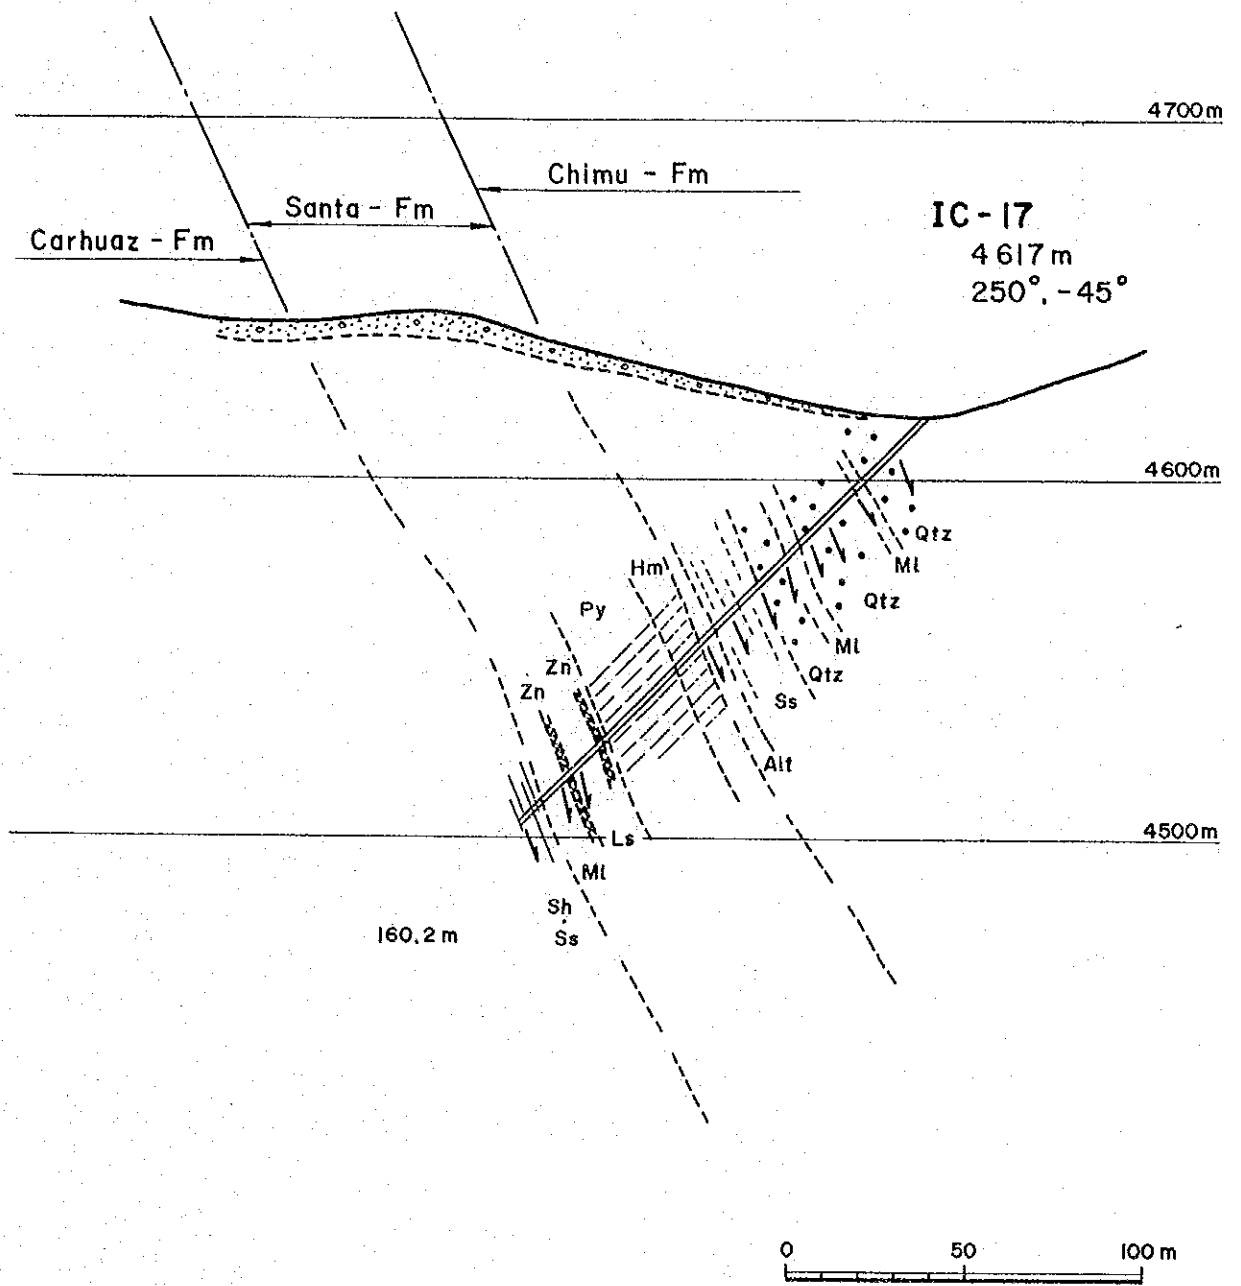 4700m
Chimu - Fm
Santa - Fm
Carhuaz - Fm
IC-17
4617m
250°, -45°
4600m
Qtz
Ml
Hm
Qtz
Py
Ml
Zn
Qtz
Zn
Ss
Alt
4500m
Ls
Ml
Sh
Ss
160.2m
0 50 100m